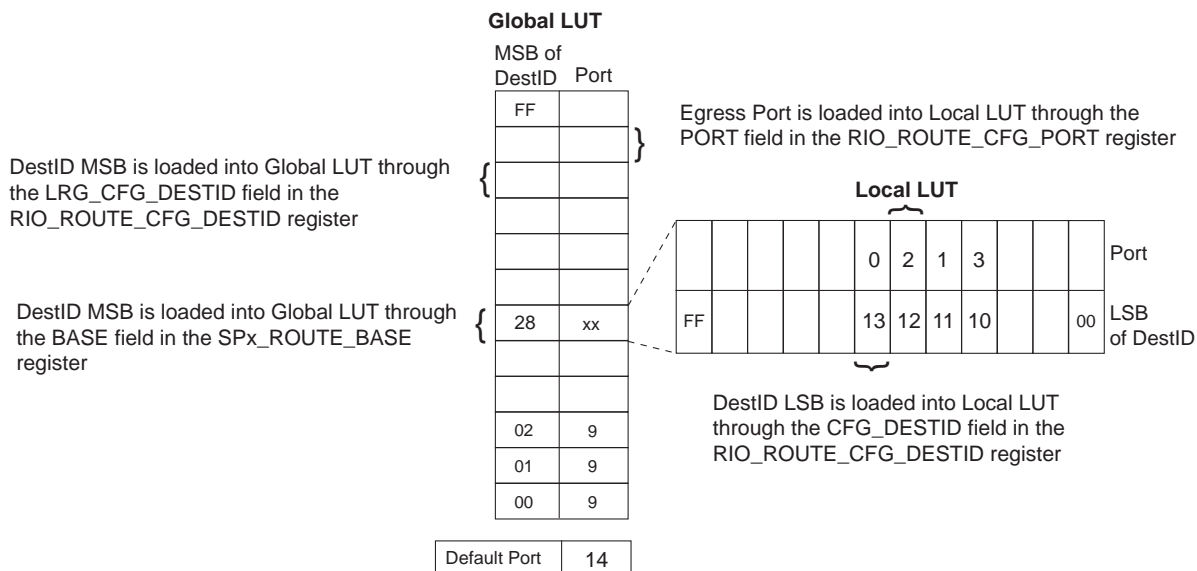 Global LUT
MSB of
DestID Port
FF
Egress Port is loaded into Local LUT through the
PORT field in the RIO_ROUTE_CFG_PORT register
DestID MSB is loaded into Global LUT through
the LRG_CFG_DESTID field in the
RIO_ROUTE_CFG_DESTID register
Local LUT
0 2 1 3 Port
DestID MSB is loaded into Global LUT through
the BASE field in the SPx_ROUTE_BASE
register
28 xx
FF 13 12 11 10 00 LSB
of DestID
DestID LSB is loaded into Local LUT
through the CFG_DESTID field in the
RIO_ROUTE_CFG_DESTID register
02 9
01 9
00 9
Default Port 14